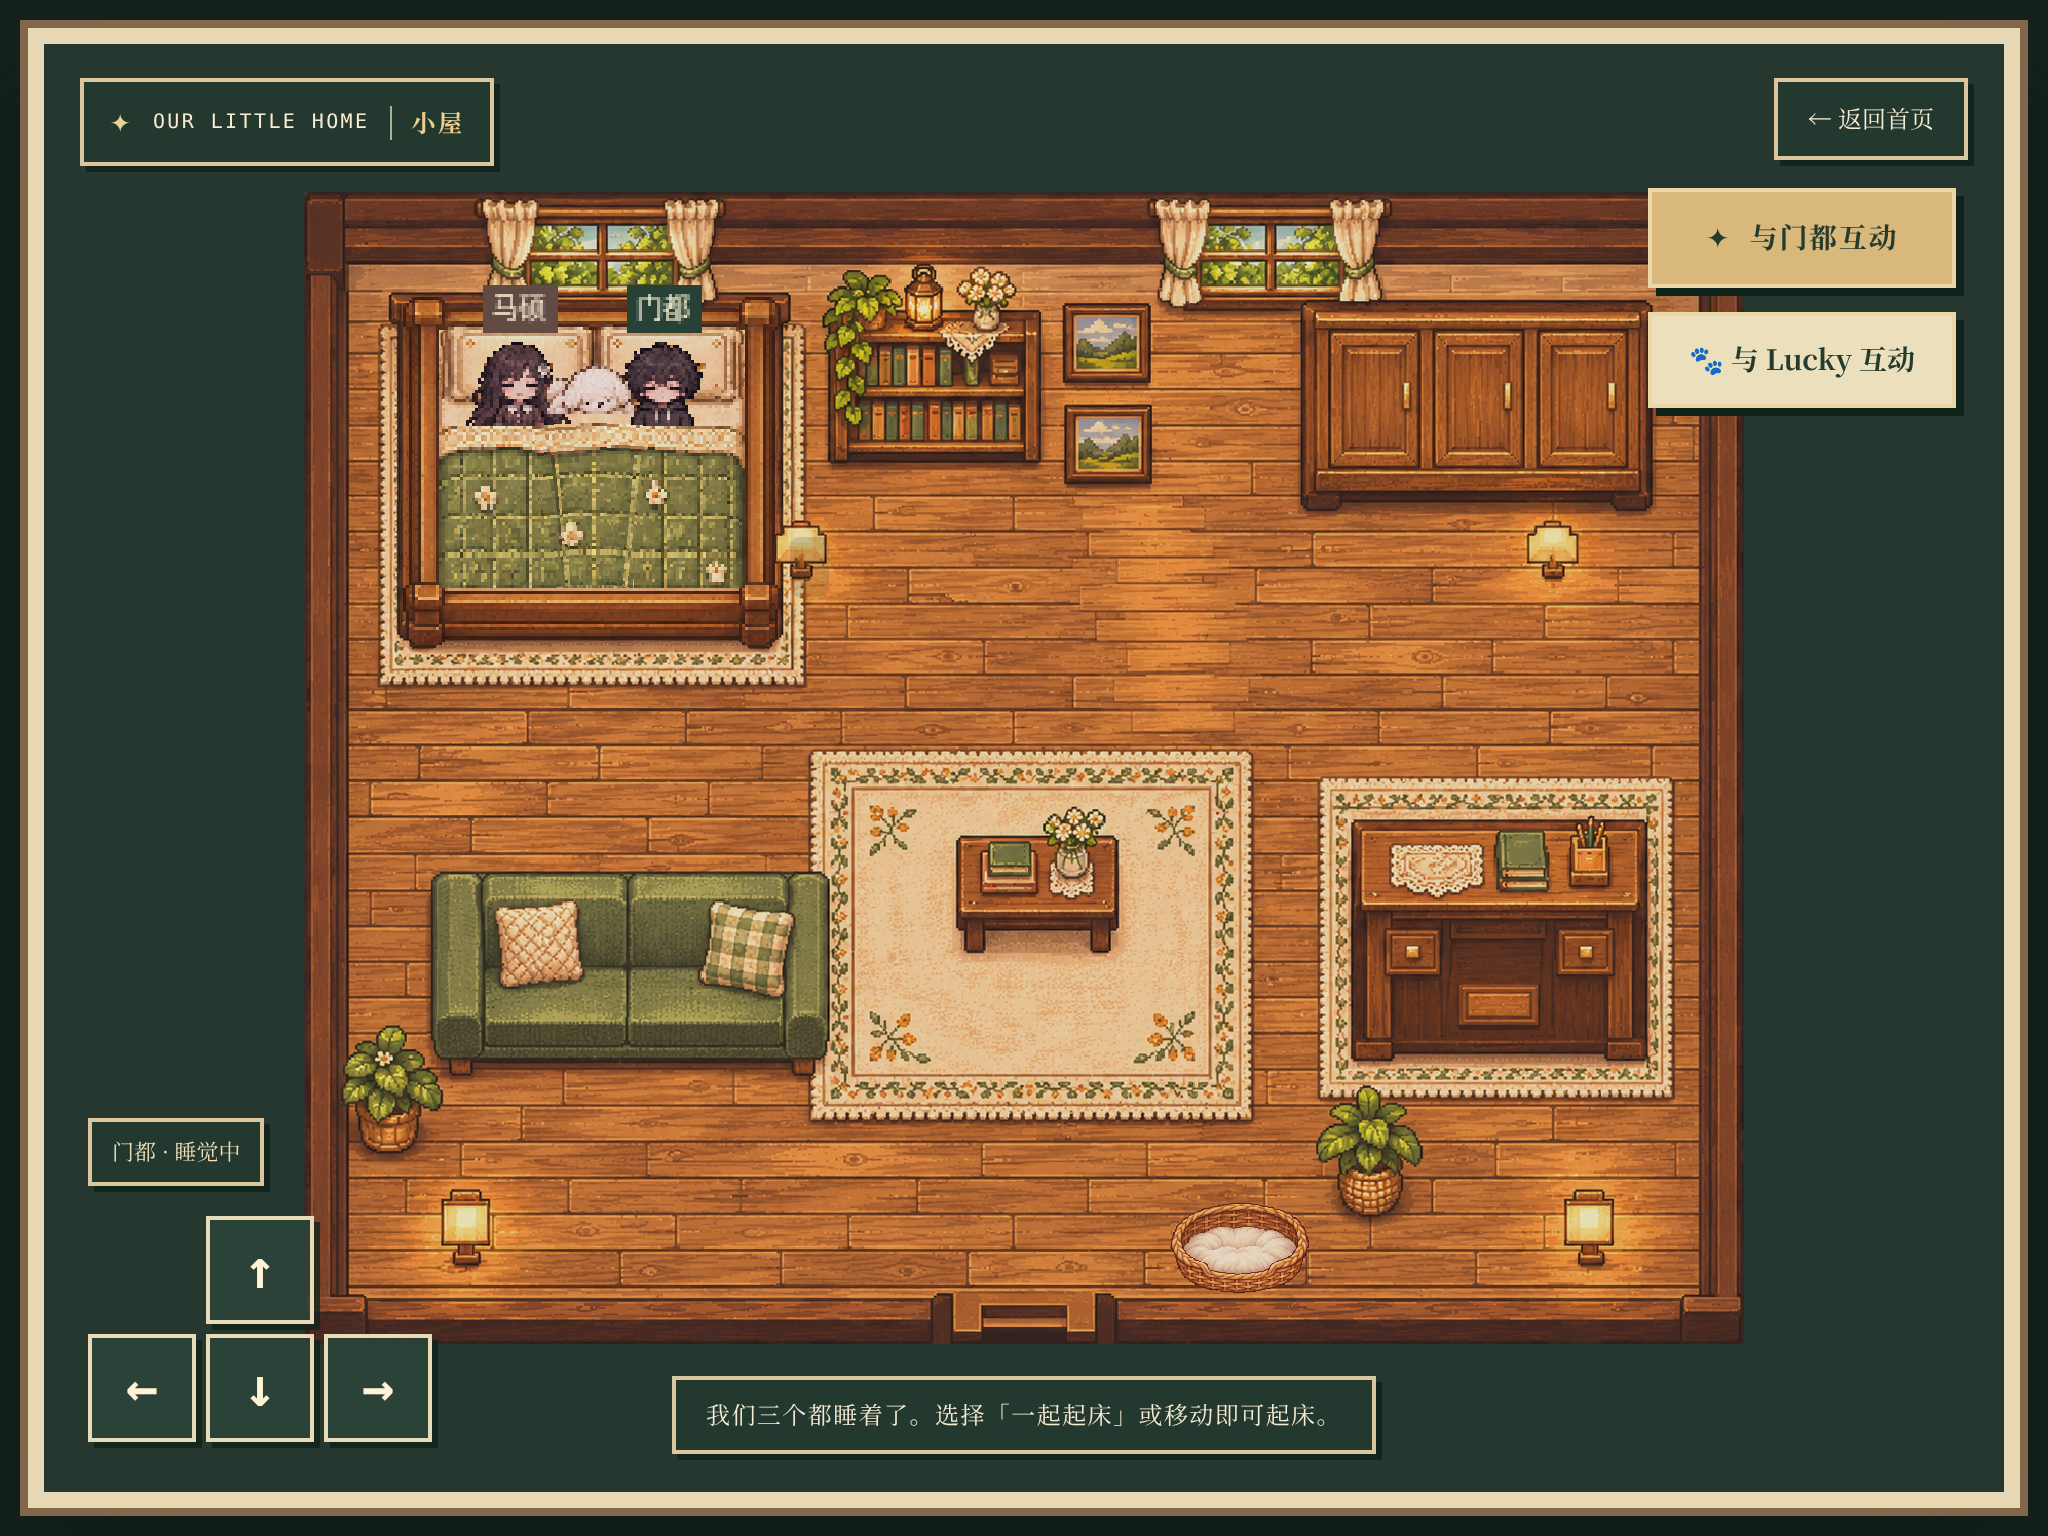 ✦ OUR LITTLE HOME | 小屋
← 返回首页
✦ 与门都互动
🐾 与 Lucky 互动
马硕
门都
门都 · 睡觉中
↑
← ↓ →
我们三个都睡着了。选择「一起起床」或移动即可起床。